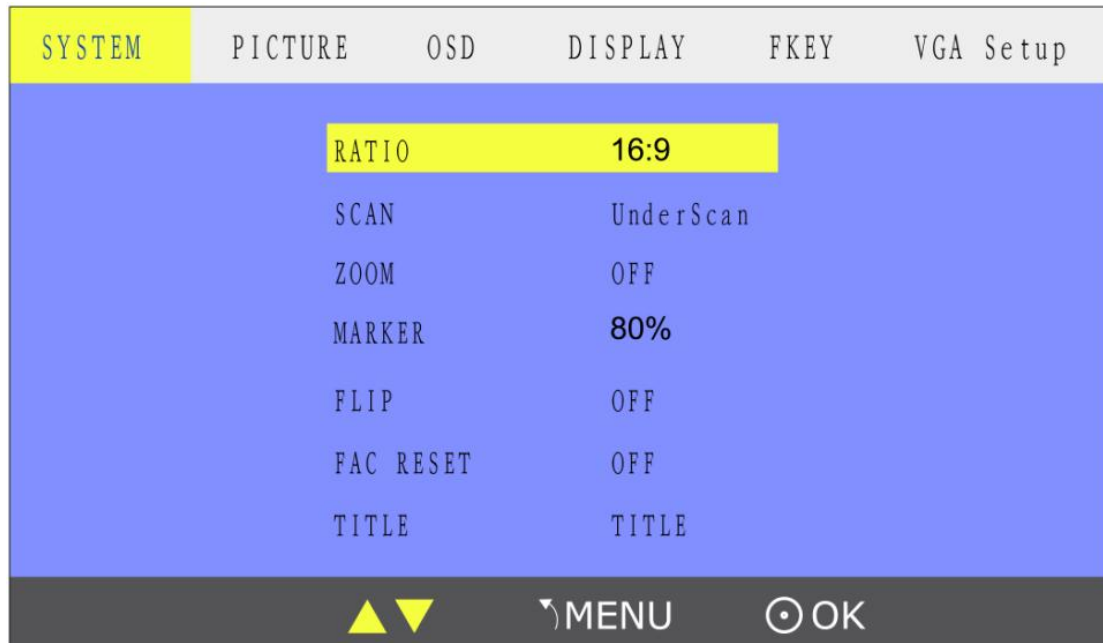 SYSTEM PICTURE OSD DISPLAY FKEY VGA Setup
RATIO 16:9
SCAN UnderScan
ZOOM OFF
MARKER 80%
FLIP OFF
FAC RESET OFF
TITLE TITLE
MENU OK